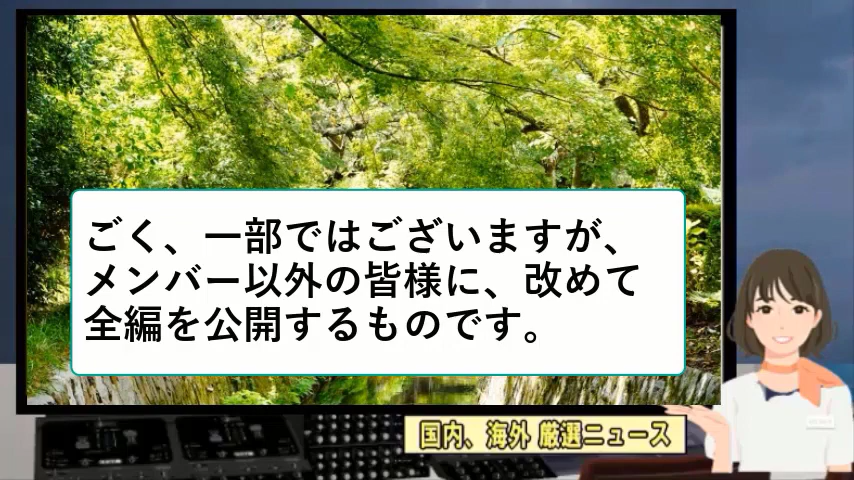 ごく、一部ではございますが、
メンバー以外の皆様に、改めて
全編を公開するものです。
国内、海外 厳選ニュース